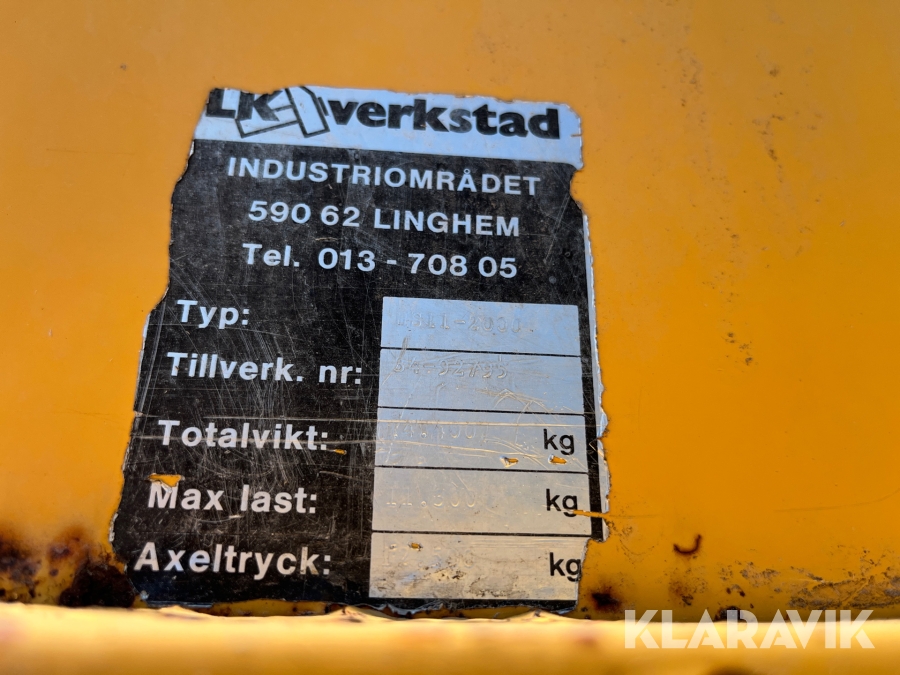 LK verkstad
INDUSTRIOMRÅDET
590 62 LINGHEM
Tel. 013 - 708 05
Typ:
Tillverk. nr:
Totalvikt: kg
Max last: kg
Axeltryck: kg
KLARAVIK